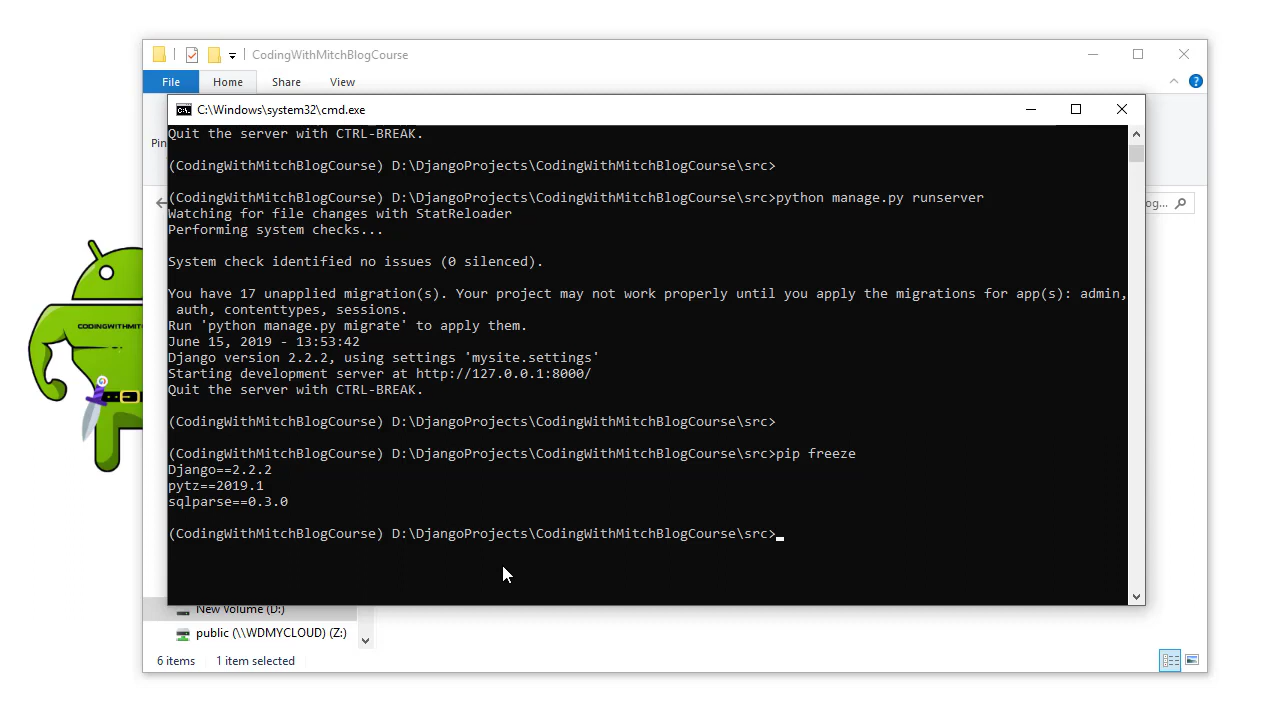 CodingWithMitchBlogCourse
File Home Share View
C:\Windows\system32\cmd.exe
Quit the server with CTRL-BREAK.
(CodingWithMitchBlogCourse) D:\DjangoProjects\CodingWithMitchBlogCourse\src>
(CodingWithMitchBlogCourse) D:\DjangoProjects\CodingWithMitchBlogCourse\src>python manage.py runserver
Watching for file changes with StatReloader
Performing system checks...
System check identified no issues (0 silenced).
You have 17 unapplied migration(s). Your project may not work properly until you apply the migrations for app(s): admin,
auth, contenttypes, sessions.
Run 'python manage.py migrate' to apply them.
June 15, 2019 - 13:53:42
Django version 2.2.2, using settings 'mysite.settings'
Starting development server at http://127.0.0.1:8000/
Quit the server with CTRL-BREAK.
(CodingWithMitchBlogCourse) D:\DjangoProjects\CodingWithMitchBlogCourse\src>
(CodingWithMitchBlogCourse) D:\DjangoProjects\CodingWithMitchBlogCourse\src>pip freeze
Django==2.2.2
pytz==2019.1
sqlparse==0.3.0
(CodingWithMitchBlogCourse) D:\DjangoProjects\CodingWithMitchBlogCourse\src>
Pin
og...
CODINGWITHMIT
New Volume (D:)
public (\\WDMYCLOUD) (Z:)
6 items 1 item selected